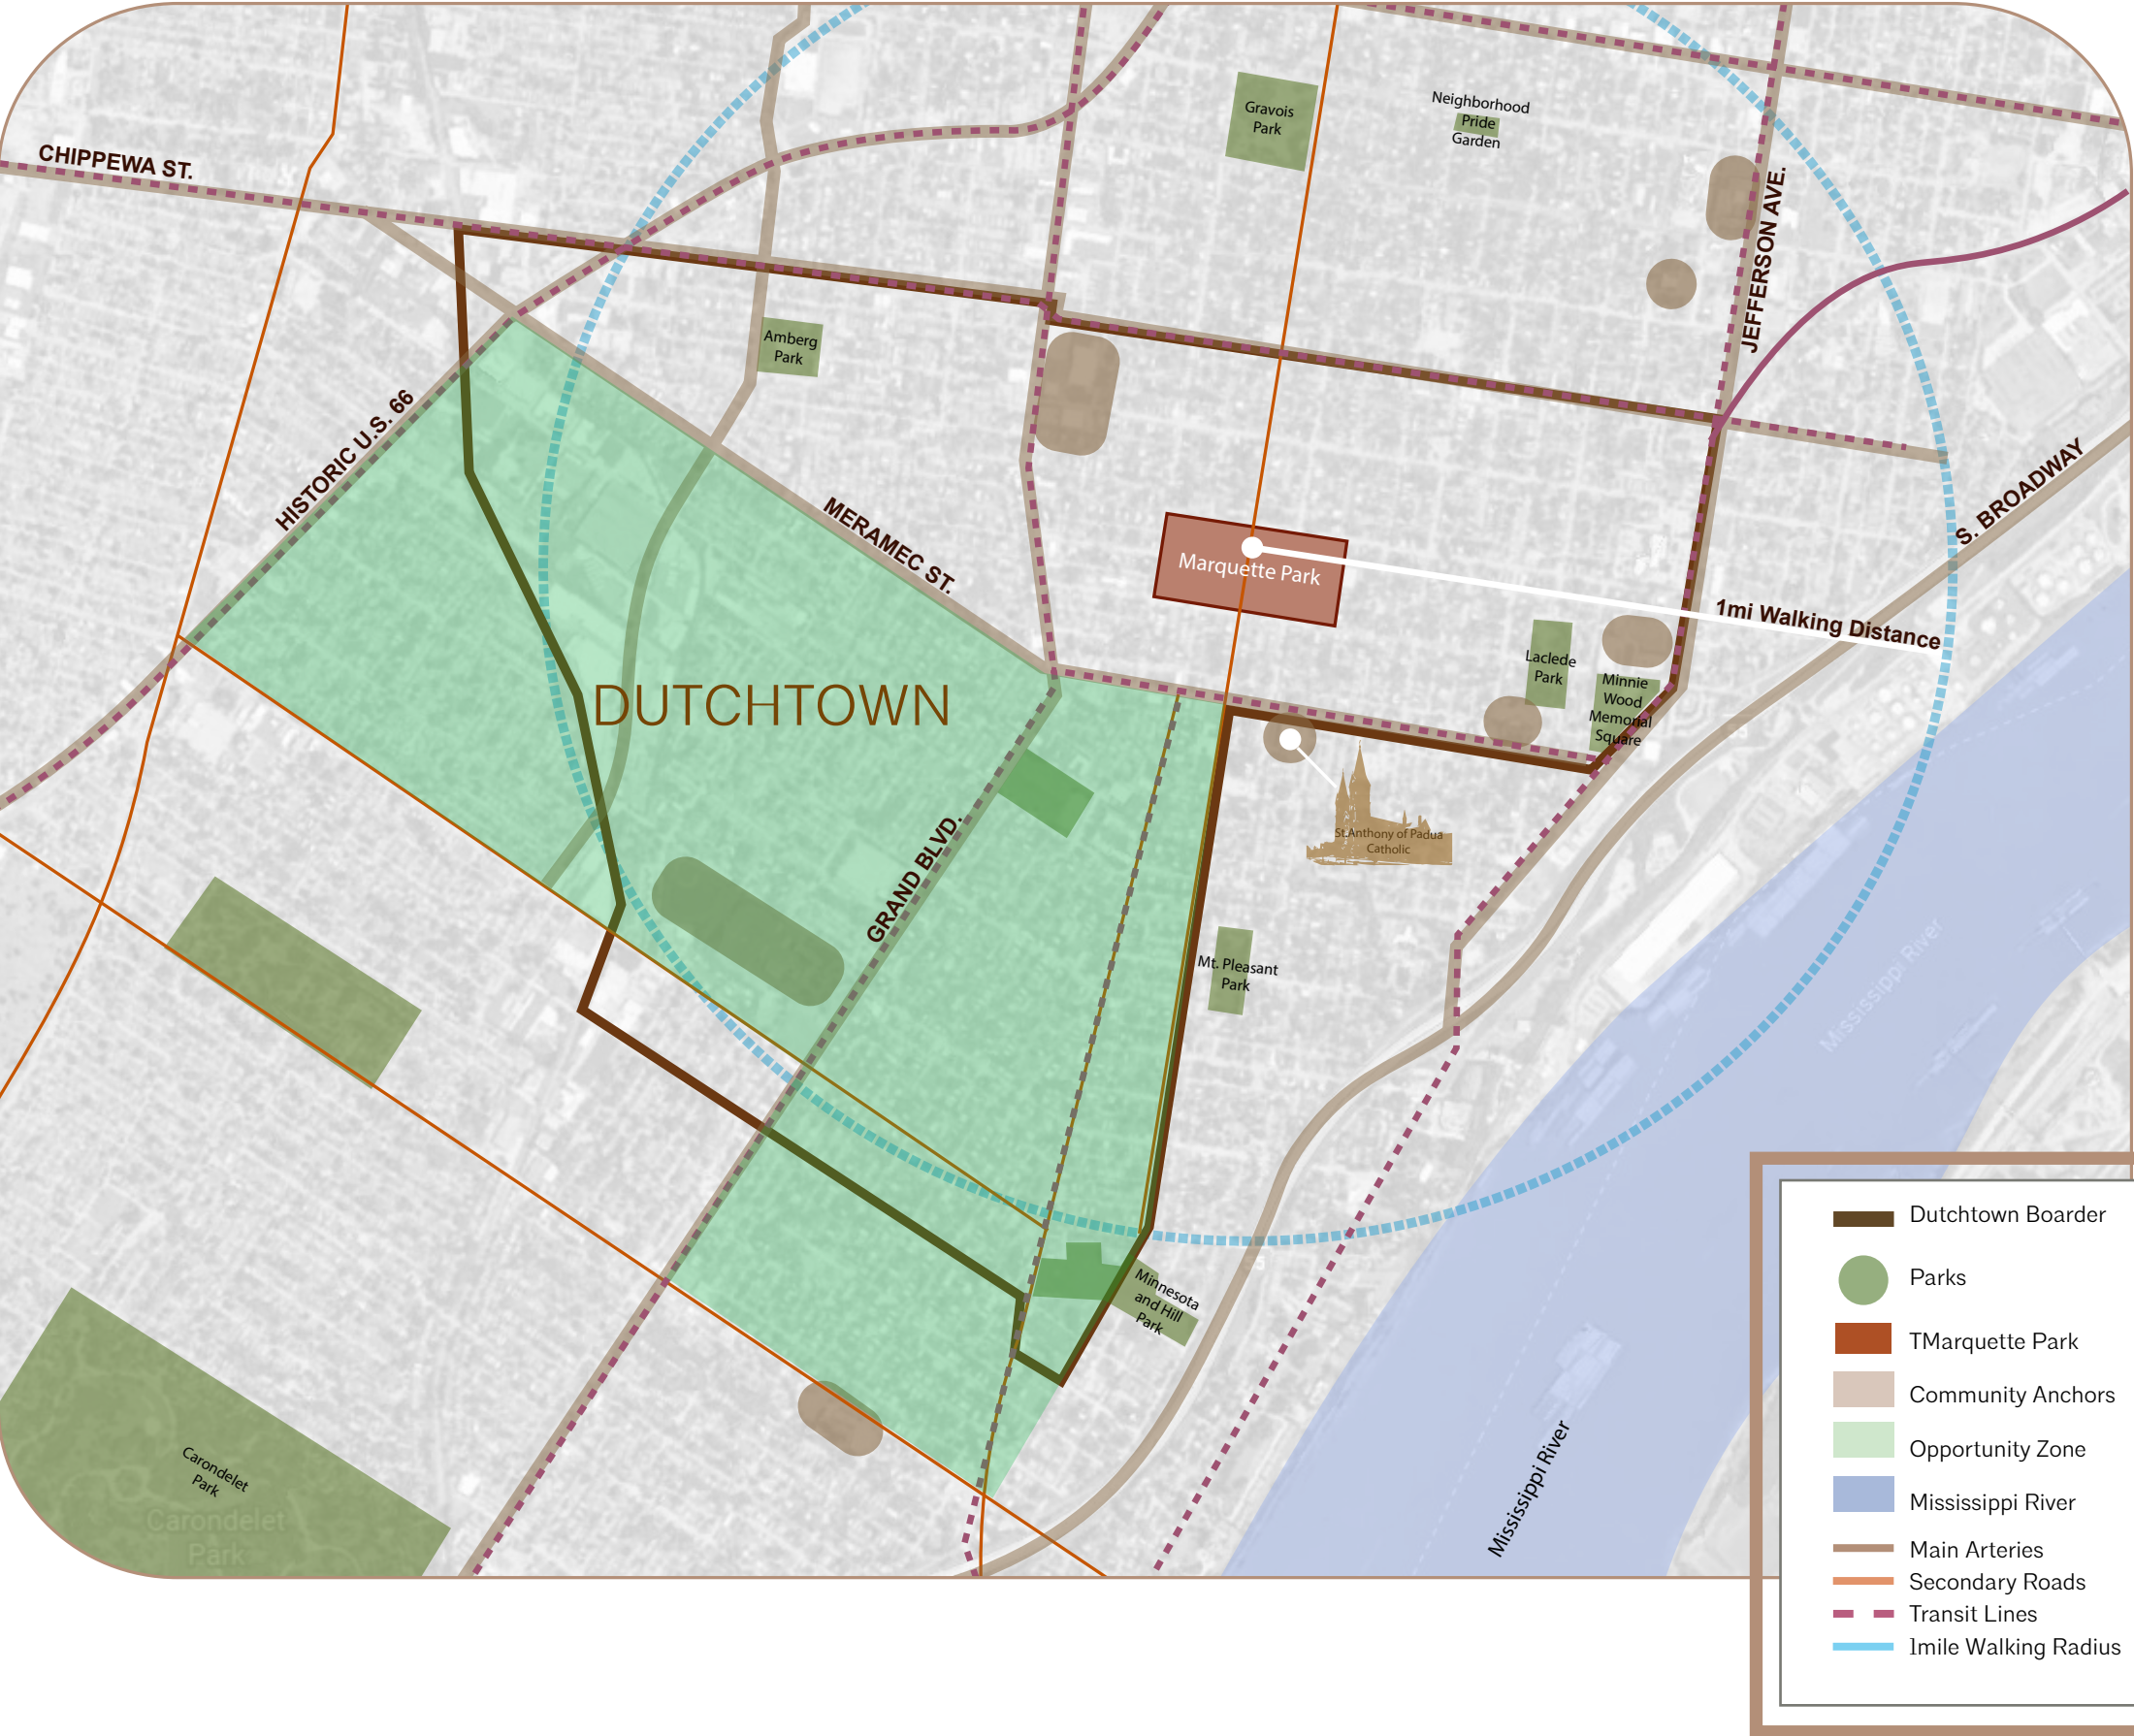 Gravois
Park
Neighborhood
Pride
Garden
CHIPPEWA ST.
JEFFERSON AVE.
Amberg
Park
HISTORIC U.S. 66
MERAMEC ST.
S. BROADWAY
Marquette Park
1mi Walking Distance
Laclede
Park
Minnie
Wood
Memorial
Square
DUTCHTOWN
GRAND BLVD.
St.Anthony of Padua
Catholic
Mt. Pleasant
Park
Mississippi River
Minnesota
and Hill
Park
Carondelet
Park
Carondelet
Park
Mississippi River
Dutchtown Boarder
Parks
TMarquette Park
Community Anchors
Opportunity Zone
Mississippi River
Main Arteries
Secondary Roads
Transit Lines
1mile Walking Radius